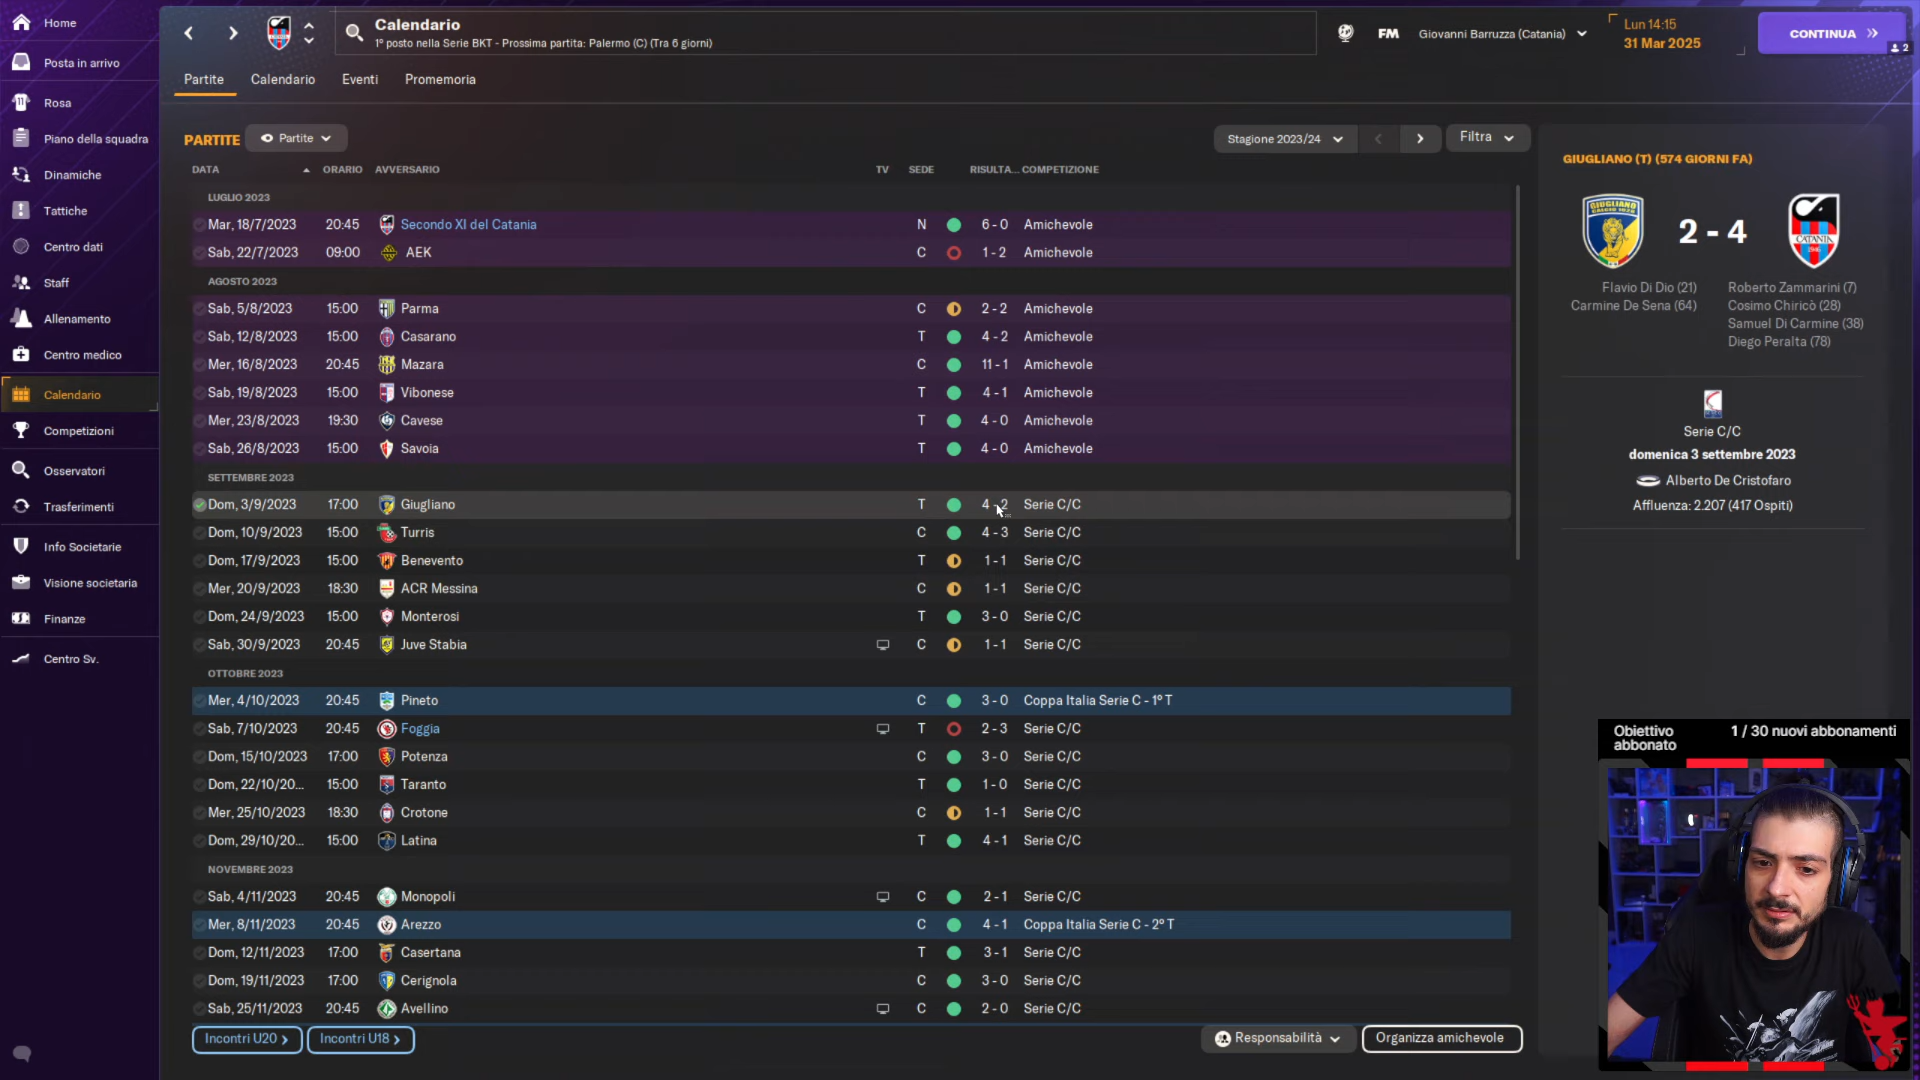 Home
Posta in arrivo
Rosa
Piano della squadra
Dinamiche
Tattiche
Centro dati
Staff
Allenamento
Centro medico
Calendario
Competizioni
Osservatori
Trasferimenti
Info Societarie
Visione societaria
Finanze
Centro Sv.
Calendario
1° posto nella Serie BKT - Prossima partita: Palermo (C) (Tra 6 giorni)
FM
Giovanni Barruzza (Catania)
Lun 14:15
31 Mar 2025
CONTINUA
2
Partite Calendario Eventi Promemoria
PARTITE Partite
Stagione 2023/24
Filtra
DATA ORARIO AVVERSARIO TV SEDE RISULTA... COMPETIZIONE
LUGLIO 2023
Mar, 18/7/2023 20:45 Secondo XI del Catania N 6 - 0 Amichevole
Sab, 22/7/2023 09:00 AEK C 1 - 2 Amichevole
AGOSTO 2023
Sab, 5/8/2023 15:00 Parma C 2 - 2 Amichevole
Sab, 12/8/2023 15:00 Casarano T 4 - 2 Amichevole
Mer, 16/8/2023 20:45 Mazara C 11 - 1 Amichevole
Sab, 19/8/2023 15:00 Vibonese T 4 - 1 Amichevole
Mer, 23/8/2023 19:30 Cavese T 4 - 0 Amichevole
Sab, 26/8/2023 15:00 Savoia T 4 - 0 Amichevole
SETTEMBRE 2023
Dom, 3/9/2023 17:00 Giugliano T 4 - 2 Serie C/C
Dom, 10/9/2023 15:00 Turris C 4 - 3 Serie C/C
Dom, 17/9/2023 15:00 Benevento T 1 - 1 Serie C/C
Mer, 20/9/2023 18:30 ACR Messina C 1 - 1 Serie C/C
Dom, 24/9/2023 15:00 Monterosi T 3 - 0 Serie C/C
Sab, 30/9/2023 20:45 Juve Stabia C 1 - 1 Serie C/C
OTTOBRE 2023
Mer, 4/10/2023 20:45 Pineto C 3 - 0 Coppa Italia Serie C - 1° T
Sab, 7/10/2023 20:45 Foggia T 2 - 3 Serie C/C
Dom, 15/10/2023 17:00 Potenza C 3 - 0 Serie C/C
Dom, 22/10/20... 15:00 Taranto T 1 - 0 Serie C/C
Mer, 25/10/2023 18:30 Crotone C 1 - 1 Serie C/C
Dom, 29/10/20... 15:00 Latina T 4 - 1 Serie C/C
NOVEMBRE 2023
Sab, 4/11/2023 20:45 Monopoli C 2 - 1 Serie C/C
Mer, 8/11/2023 20:45 Arezzo C 4 - 1 Coppa Italia Serie C - 2° T
Dom, 12/11/2023 17:00 Casertana T 3 - 1 Serie C/C
Dom, 19/11/2023 17:00 Cerignola C 3 - 0 Serie C/C
Sab, 25/11/2023 20:45 Avellino C 2 - 0 Serie C/C
Incontri U20
Incontri U18
Responsabilità
Organizza amichevole
GIUGLIANO (T) (574 GIORNI FA)
GIUGLIANO
2 - 4
CATANIA
Flavio Di Dio (21)
Carmine De Sena (64)
Roberto Zammarini (7)
Cosimo Chiricò (28)
Samuel Di Carmine (38)
Diego Peralta (78)
Serie C/C
domenica 3 settembre 2023
Alberto De Cristofaro
Affluenza: 2.207 (417 Ospiti)
Obiettivo abbonato
1 / 30 nuovi abbonamenti